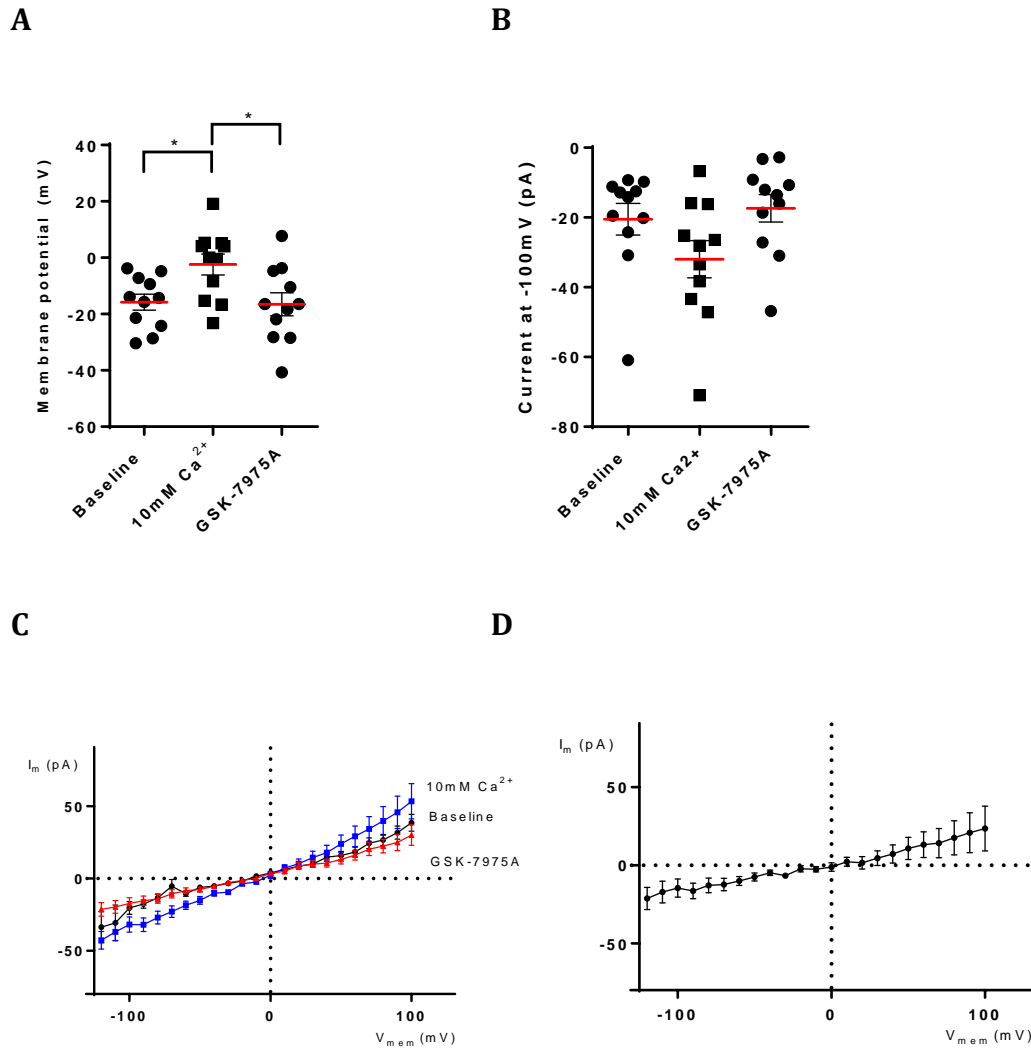 A
B
*
*
40
20
0
-20
-40
-60
Membrane potential (mV)
Baseline
10mM Ca2+
GSK-7975A
0
-20
-40
-60
-80
Current at -100mV (pA)
Baseline
10mM Ca2+
GSK-7975A
C
D
Im (pA)
50
0
-50
-100
0
100
Vmem (mV)
10mM Ca2+
Baseline
GSK-7975A
Im (pA)
50
0
-50
-100
0
100
Vmem (mV)